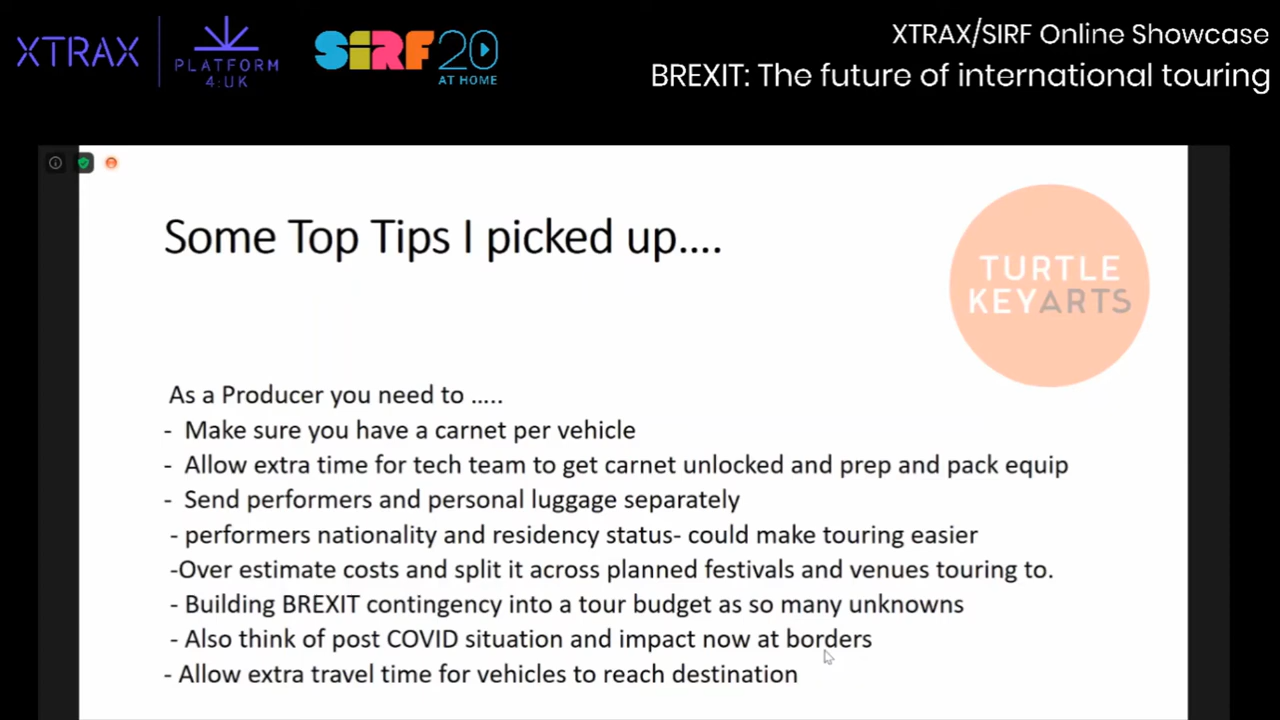 XTRAX
PLATFORM
4:UK
SIRF20
AT HOME
XTRAX/SIRF Online Showcase
BREXIT: The future of international touring
Some Top Tips I picked up....
TURTLE
KEYARTS
As a Producer you need to .....
- Make sure you have a carnet per vehicle
- Allow extra time for tech team to get carnet unlocked and prep and pack equip
- Send performers and personal luggage separately
- performers nationality and residency status- could make touring easier
-Over estimate costs and split it across planned festivals and venues touring to.
- Building BREXIT contingency into a tour budget as so many unknowns
- Also think of post COVID situation and impact now at borders
- Allow extra travel time for vehicles to reach destination